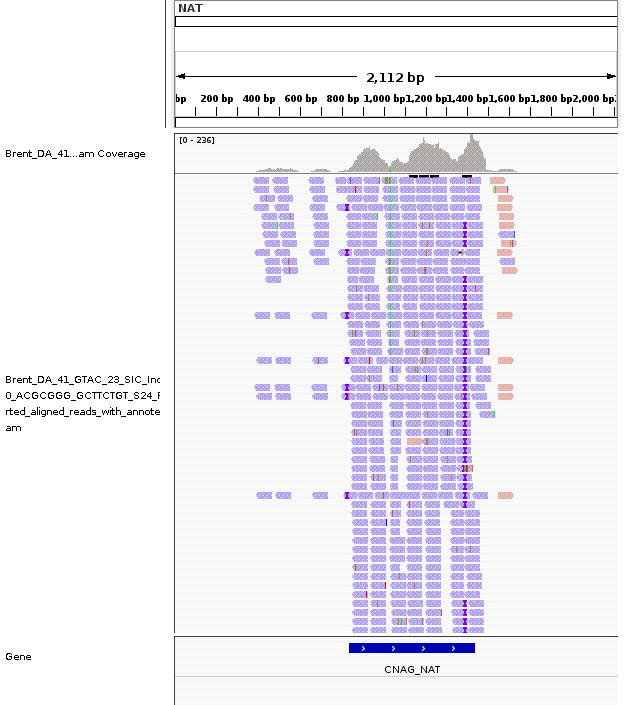 NAT
2,112 bp
bp 200 bp 400 bp 600 bp 800 bp 1,000 bp 1,200 bp 1,400 bp 1,600 bp 1,800 bp 2,000 bp
[0 - 236]
Brent_DA_41...am Coverage
Brent_DA_41_GTAC_23_SIC_Inc
0_ACGCGGG_GCTTCTGT_S24_F
rted_aligned_reads_with_annote
am
Gene
CNAG_NAT